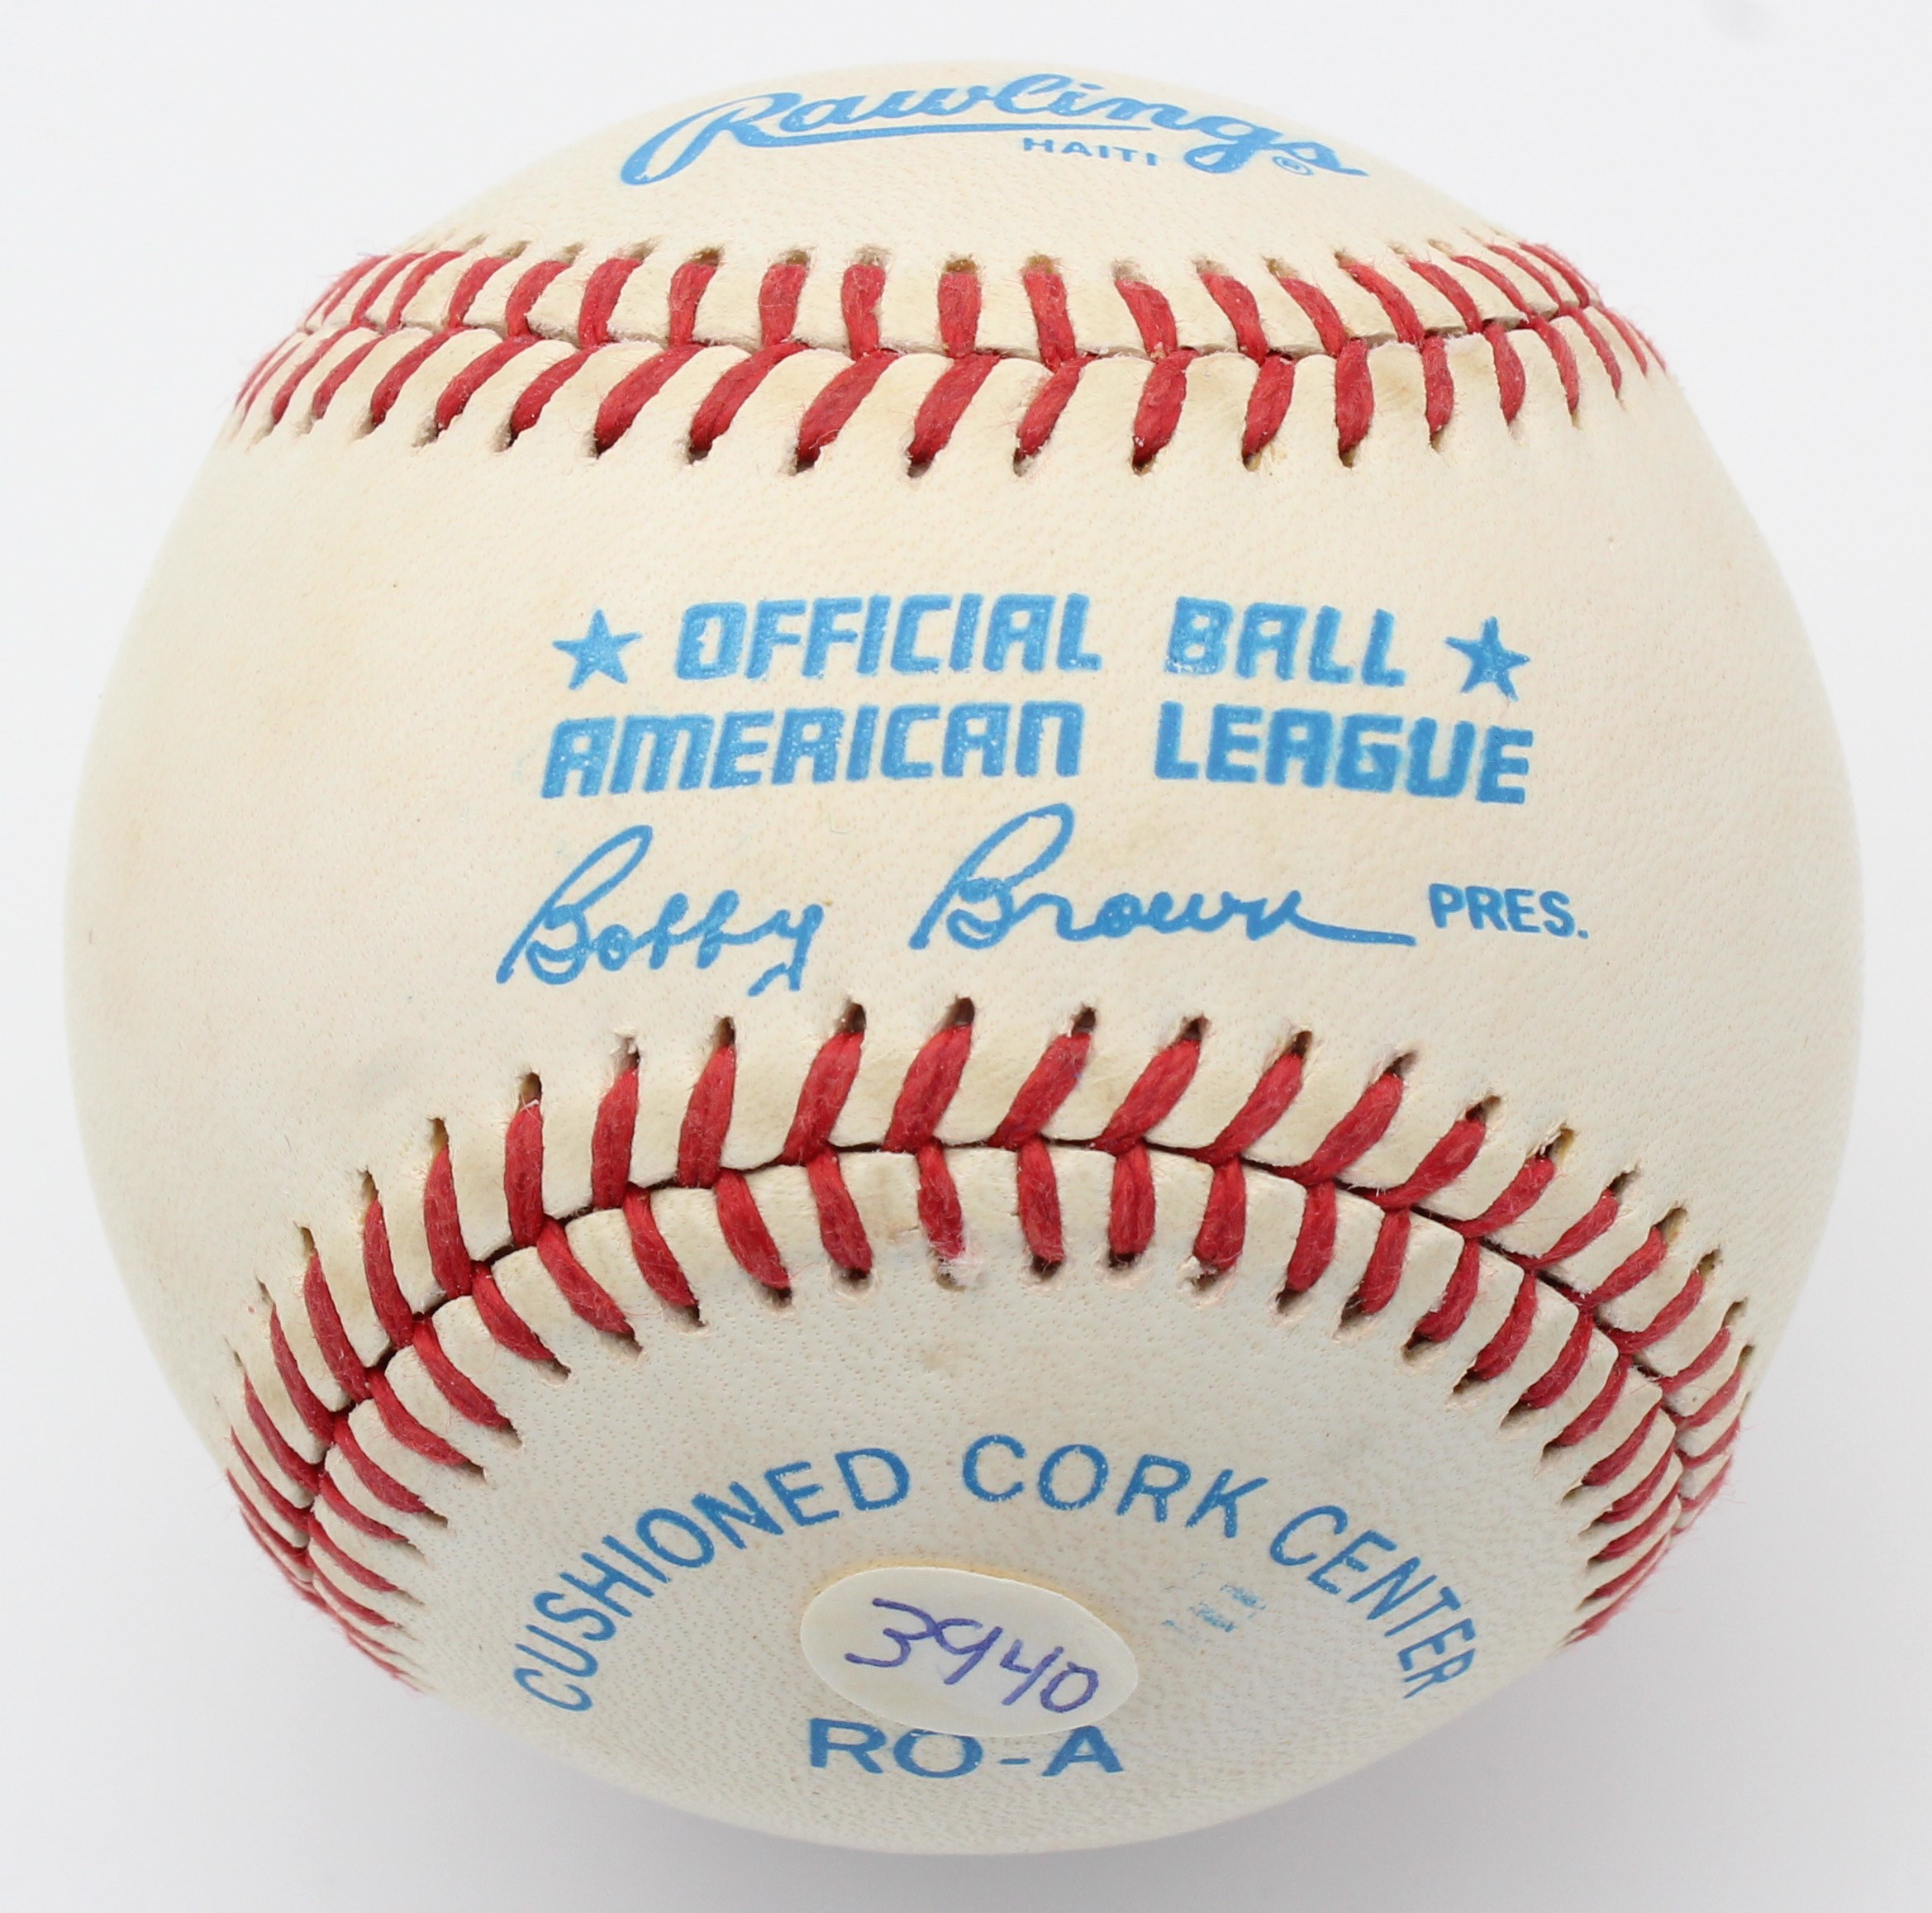 Rawlings ®
HAITI
★ OFFICIAL BALL ★
AMERICAN LEAGUE
Bobby Brown PRES.
CUSHIONED CORK CENTER
3940
RO-A